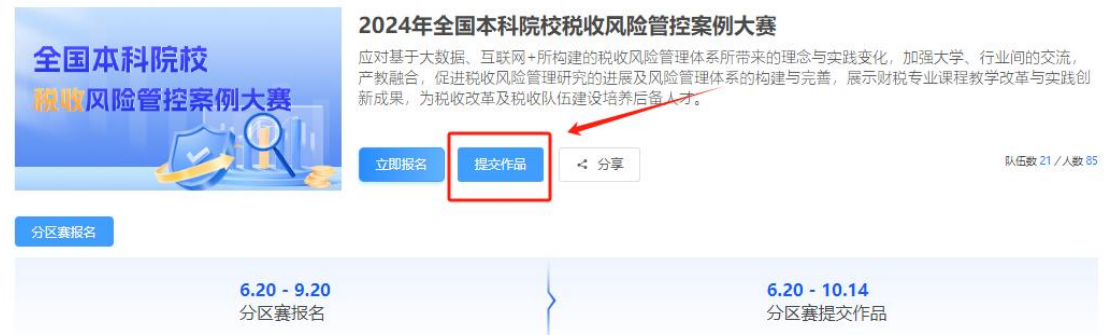 全国本科院校
税收风险管控案例大赛
2024年全国本科院校税收风险管控案例大赛
应对基于大数据、互联网+所构建的税收风险管理体系所带来的理念与实践变化，加强大学、行业间的交流，
产教融合，促进税收风险管理研究的进展及风险管理体系的构建与完善，展示财税专业课程教学改革与实践创
新成果，为税收改革及税收队伍建设培养后备人才。
立即报名 提交作品 分享 队伍数 21 / 人数 85
分区赛报名
6.20 - 9.20 6.20 - 10.14
分区赛报名 分区赛提交作品